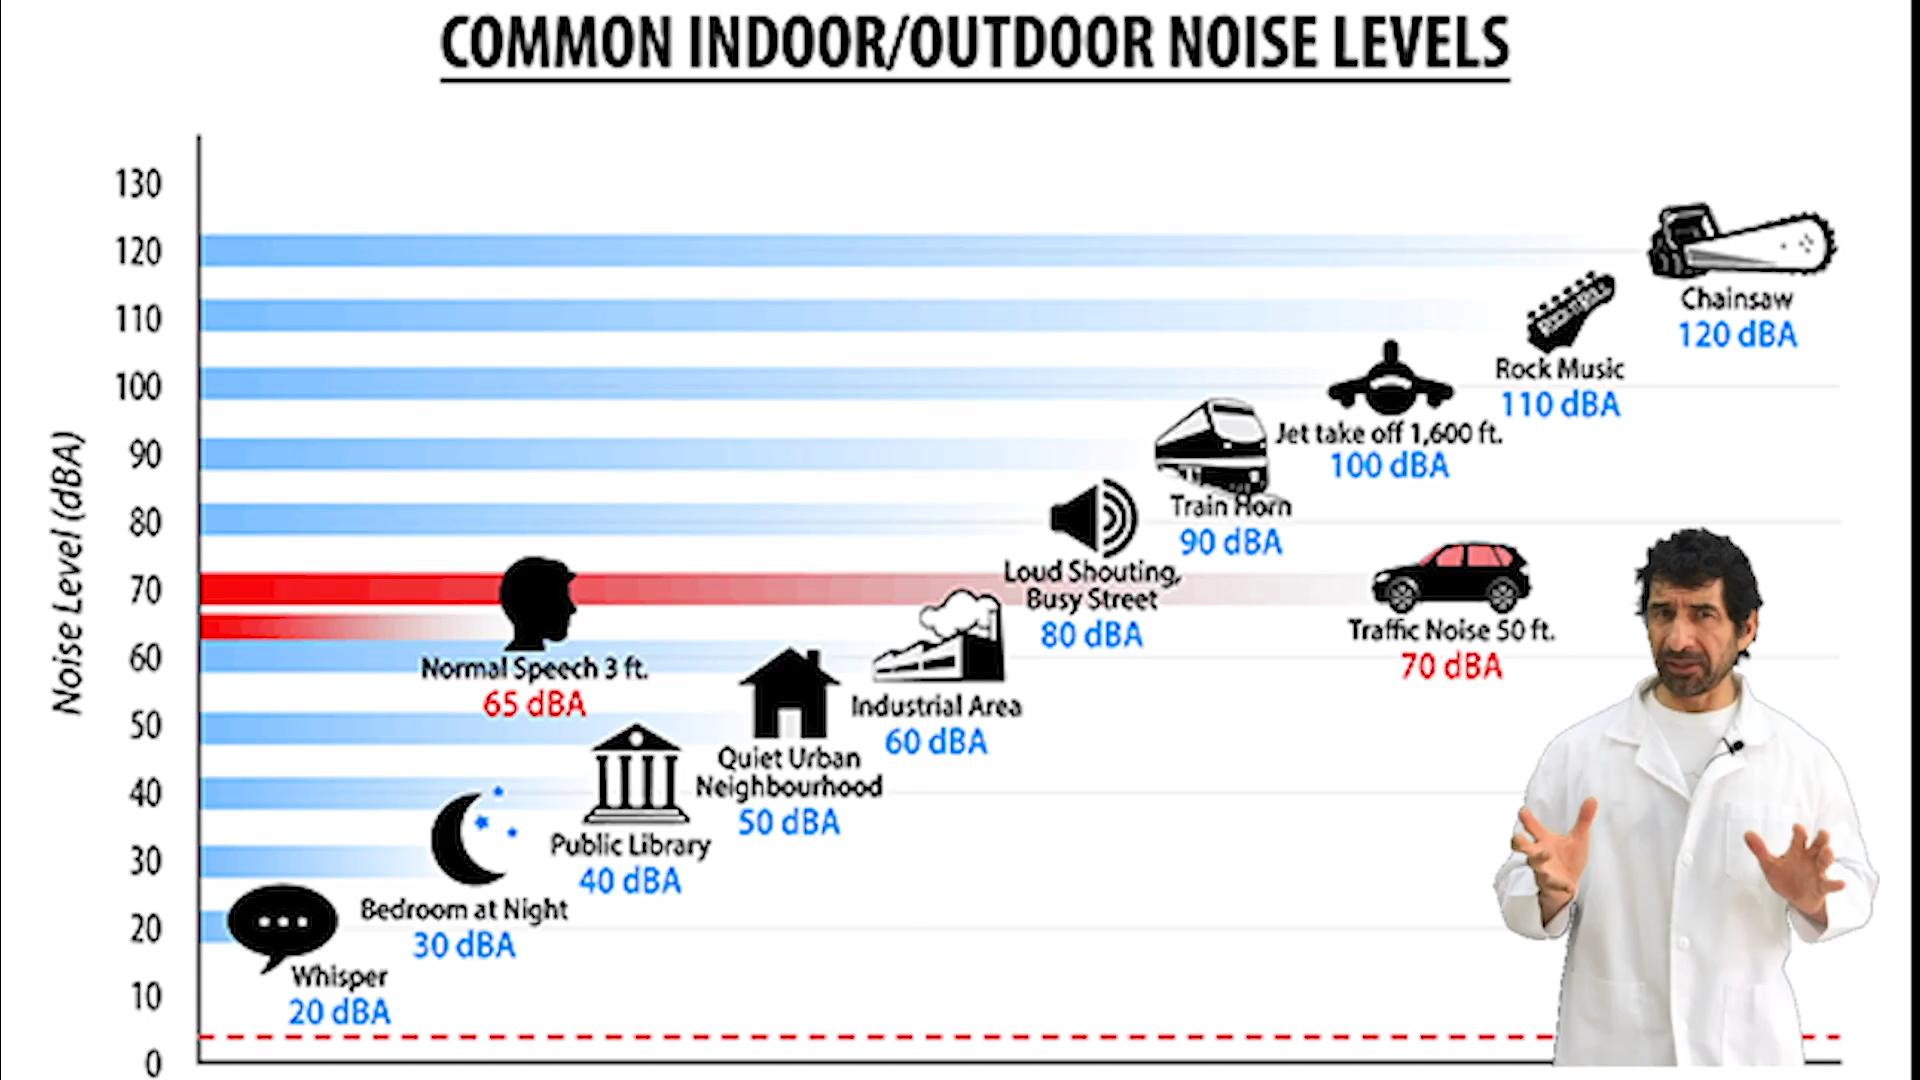 COMMON INDOOR/OUTDOOR NOISE LEVELS
Noise Level (dBA)
130
120
110
100
90
80
70
60
50
40
30
20
10
0
Chainsaw
120 dBA
Rock Music
110 dBA
Jet take off 1,600 ft.
100 dBA
Train Horn
90 dBA
Loud Shouting,
Busy Street
80 dBA
Traffic Noise 50 ft.
70 dBA
Normal Speech 3 ft.
65 dBA
Industrial Area
60 dBA
Quiet Urban
Neighbourhood
50 dBA
Public Library
40 dBA
Bedroom at Night
30 dBA
Whisper
20 dBA